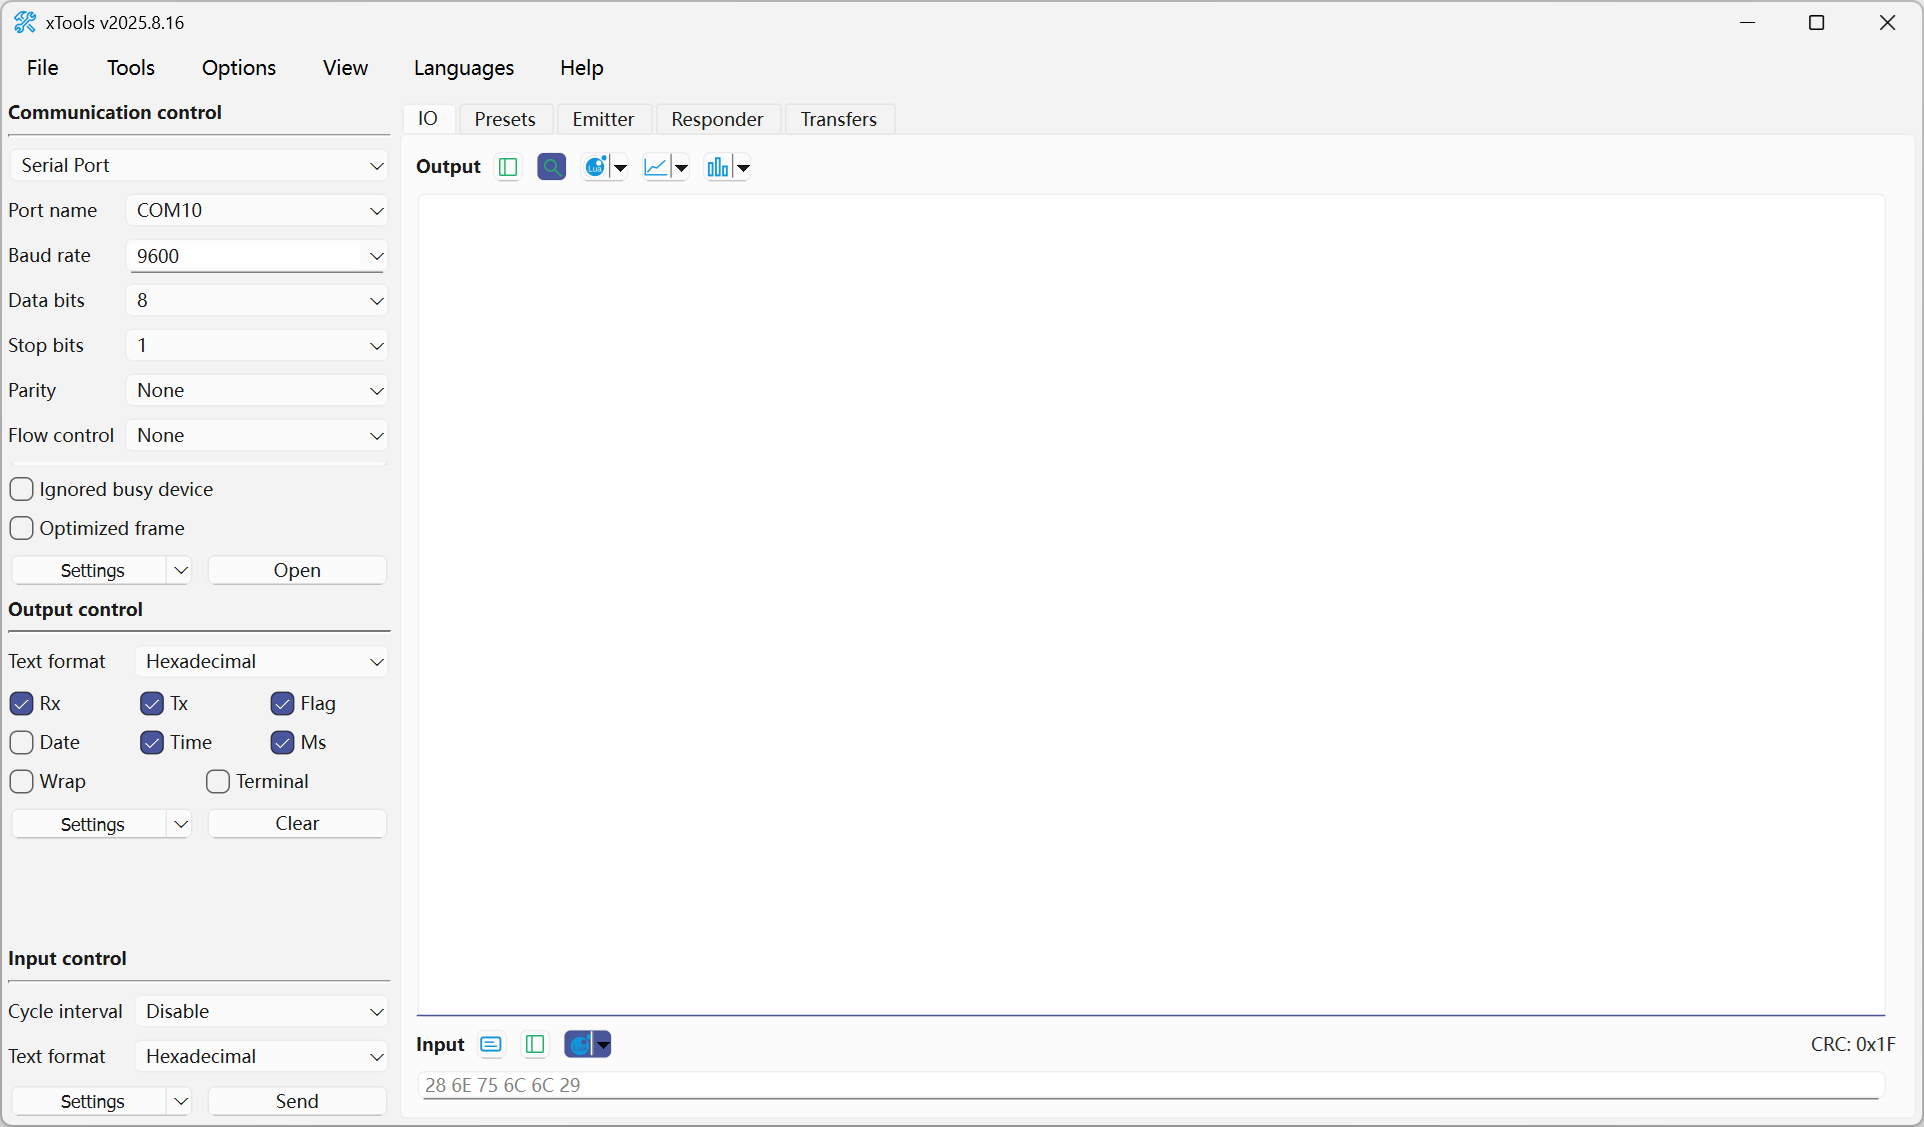 xTools v2025.8.16
File Tools Options View Languages Help
Communication control
Serial Port
Port name COM10
Baud rate 9600
Data bits 8
Stop bits 1
Parity None
Flow control None
Ignored busy device
Optimized frame
Settings Open
Output control
Text format Hexadecimal
Rx Tx Flag
Date Time Ms
Wrap Terminal
Settings Clear
Input control
Cycle interval Disable
Text format Hexadecimal
Settings Send
IO Presets Emitter Responder Transfers
Output Lua
Input CRC: 0x1F
28 6E 75 6C 6C 29